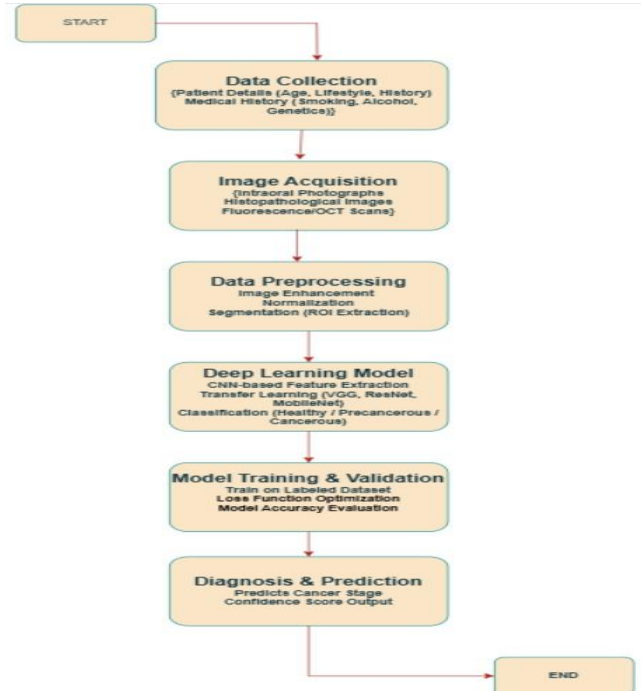 START
Data Collection
{Patient Details (Age, Lifestyle, History)
Medical History (Smoking, Alcohol,
Genetics)}
Image Acquisition
{Intraoral Photographs
Histopathological Images
Fluorescence/OCT Scans}
Data Preprocessing
Image Enhancement
Normalization
Segmentation (ROI Extraction)
Deep Learning Model
CNN-based Feature Extraction
Transfer Learning (VGG, ResNet,
MobileNet)
Classification (Healthy / Precancerous /
Cancerous)
Model Training & Validation
Train on Labeled Dataset
Loss Function Optimization
Model Accuracy Evaluation
Diagnosis & Prediction
Predicts Cancer Stage
Confidence Score Output
END